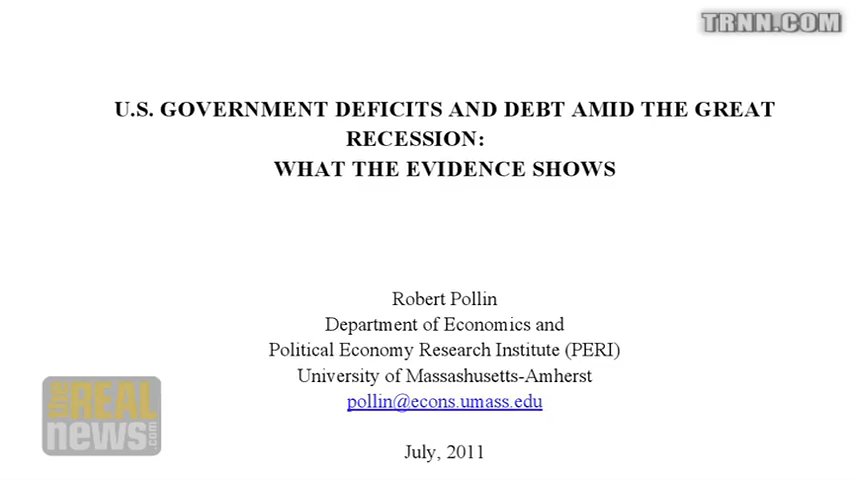 TRNN.COM
U.S. GOVERNMENT DEFICITS AND DEBT AMID THE GREAT
RECESSION:
WHAT THE EVIDENCE SHOWS
Robert Pollin
Department of Economics and
Political Economy Research Institute (PERI)
University of Massashusetts-Amherst
pollin@econs.umass.edu
July, 2011
the REAL
news.com